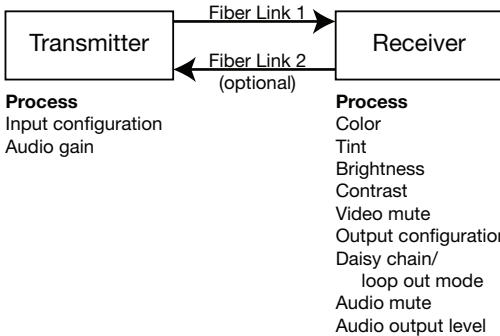 Transmitter
Fiber Link 1
Receiver
Fiber Link 2
(optional)
Process
Input configuration
Audio gain
Process
Color
Tint
Brightness
Contrast
Video mute
Output configuration
Daisy chain/
loop out mode
Audio mute
Audio output level